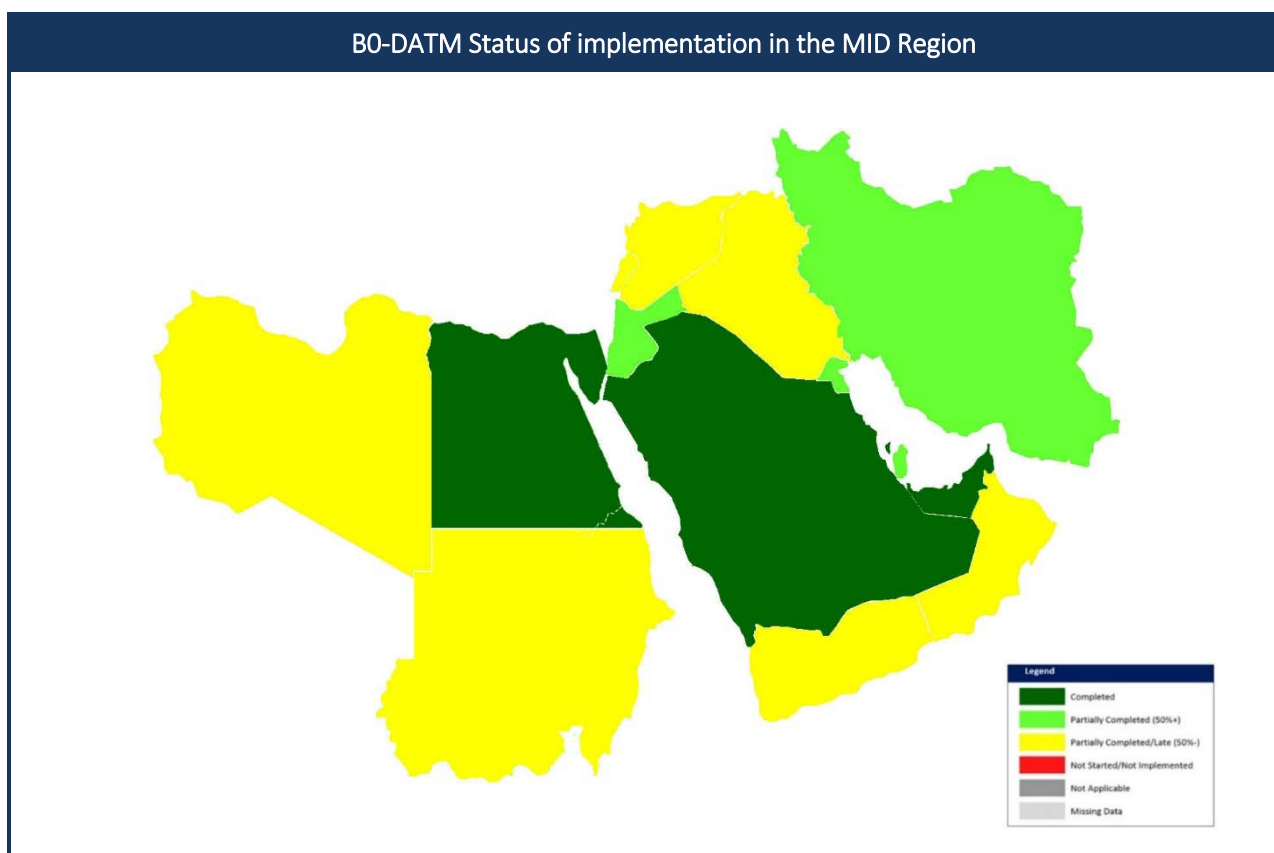 B0-DATM Status of implementation in the MID Region
Legend
Completed
Partially Completed (50%+)
Partially Completed/Late (50%-)
Not Started/Not Implemented
Not Applicable
Missing Data